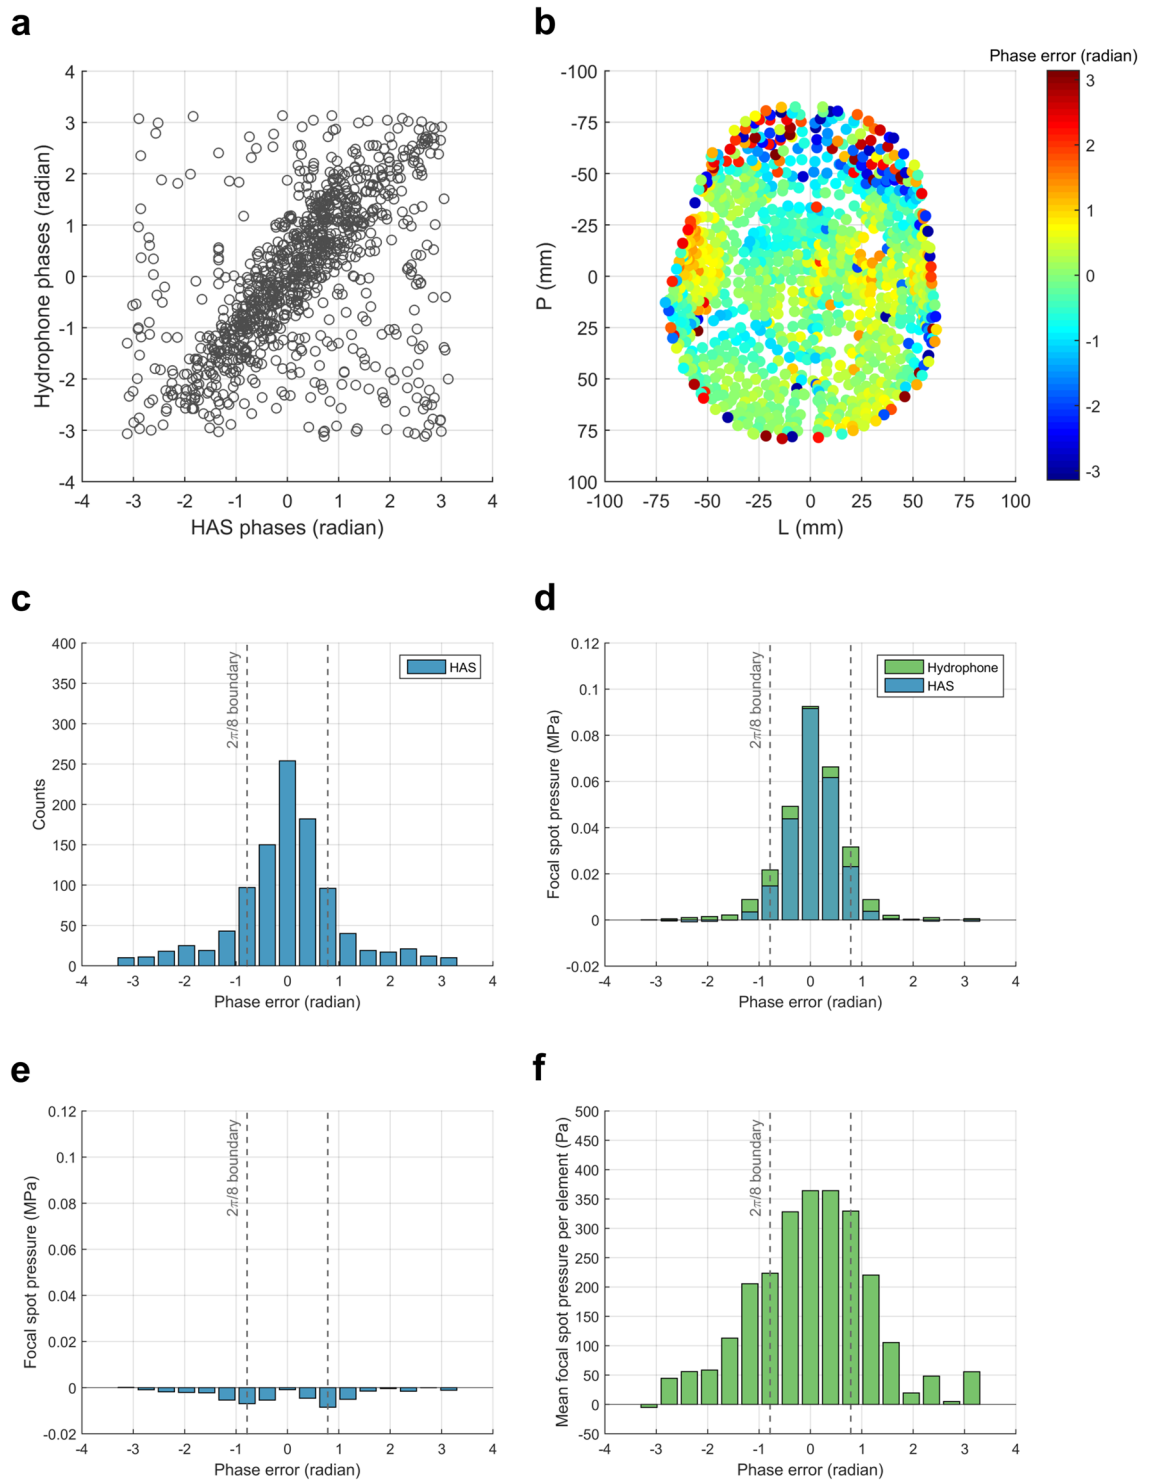 a
Hydrophone phases (radian)
4
3
2
1
0
-1
-2
-3
-4
-4 -3 -2 -1 0 1 2 3 4
HAS phases (radian)
b
Phase error (radian)
P (mm)
-100
-75
-50
-25
0
25
50
75
100
-100 -75 -50 -25 0 25 50 75 100
L (mm)
3
2
1
0
-1
-2
-3
c
Counts
400
350
300
250
200
150
100
50
0
2π/8 boundary
HAS
-4 -3 -2 -1 0 1 2 3 4
Phase error (radian)
d
Focal spot pressure (MPa)
0.12
0.1
0.08
0.06
0.04
0.02
0
-0.02
2π/8 boundary
Hydrophone
HAS
-4 -3 -2 -1 0 1 2 3 4
Phase error (radian)
e
Focal spot pressure (MPa)
0.12
0.1
0.08
0.06
0.04
0.02
0
-0.02
2π/8 boundary
-4 -3 -2 -1 0 1 2 3 4
Phase error (radian)
f
Mean focal spot pressure per element (Pa)
500
450
400
350
300
250
200
150
100
50
0
-50
2π/8 boundary
-4 -3 -2 -1 0 1 2 3 4
Phase error (radian)